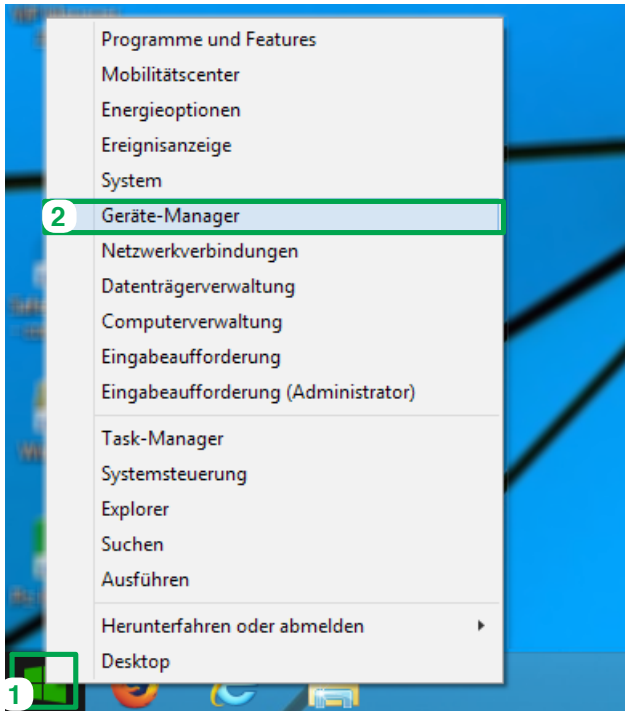 Programme und Features
Mobilitätscenter
Energieoptionen
Ereignisanzeige
System
2 Geräte-Manager
Netzwerkverbindungen
Datenträgerverwaltung
Computerverwaltung
Eingabeaufforderung
Eingabeaufforderung (Administrator)
Task-Manager
Systemsteuerung
Explorer
Suchen
Ausführen
Herunterfahren oder abmelden
Desktop
1